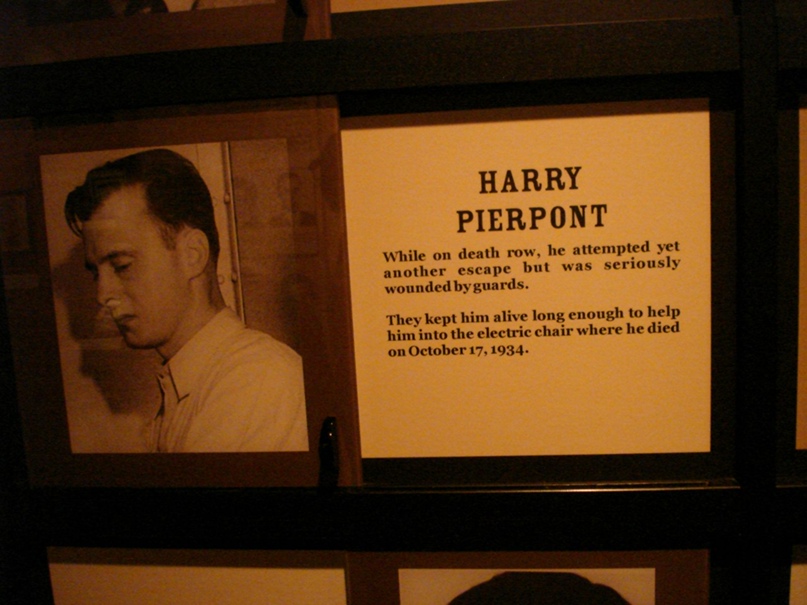 HARRY
PIERPONT
While on death row, he attempted yet
another escape but was seriously
wounded by guards.
They kept him alive long enough to help
him into the electric chair where he died
on October 17, 1934.